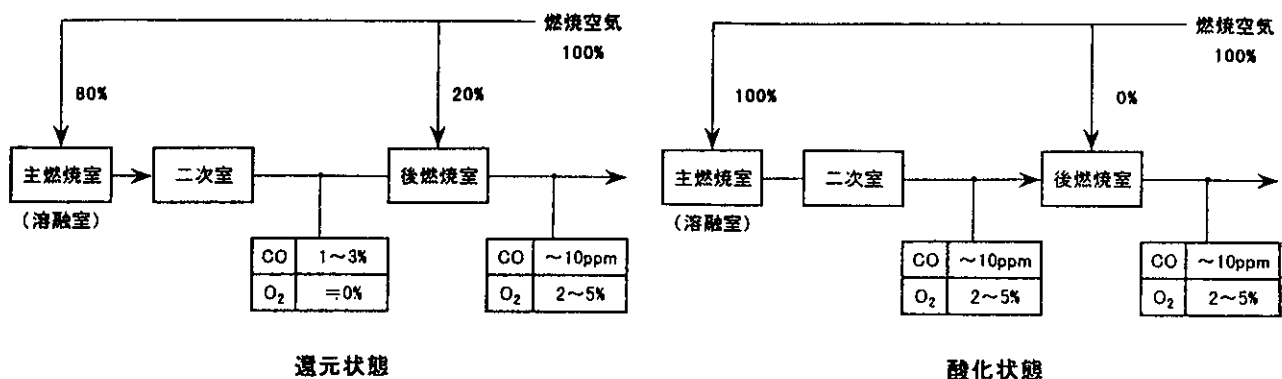 燃焼空気
100%
80%
20%
主燃焼室
二次室
後燃焼室
(溶融室)
CO 1～3%
O2 ≒0%
CO ～10ppm
O2 2～5%
還元状態
燃焼空気
100%
100%
0%
主燃焼室
二次室
後燃焼室
(溶融室)
CO ～10ppm
O2 2～5%
CO ～10ppm
O2 2～5%
酸化状態